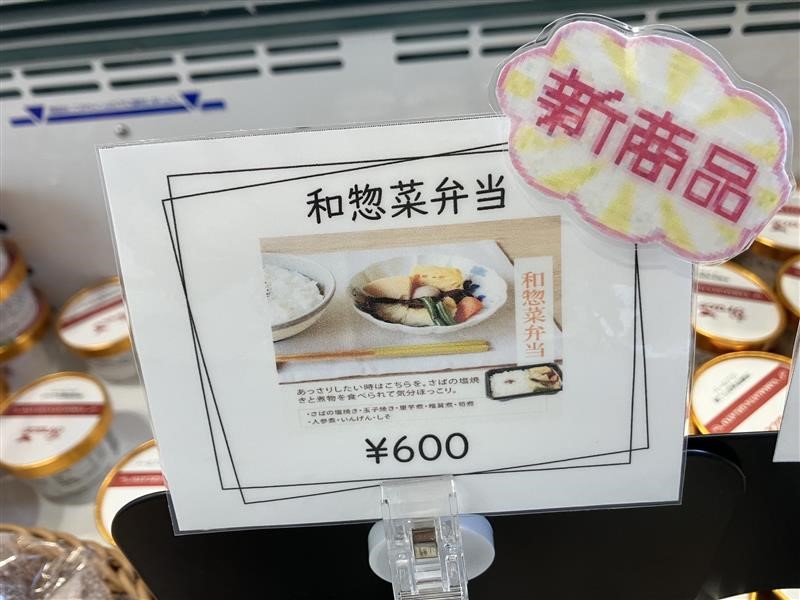 新商品
和惣菜弁当
和惣菜弁当
あっさりしたい時はこちらを。さばの塩焼
きと煮物を食べられて気分ほっこり。
・さばの塩焼き・玉子焼き・里芋煮・椎茸煮・筍煮
・人参煮・いんげん・しそ
¥600